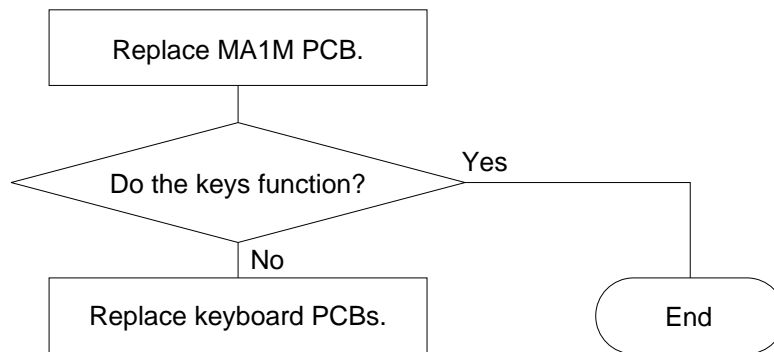 Replace MA1M PCB.
Do the keys function?
Yes
No
Replace keyboard PCBs.
End